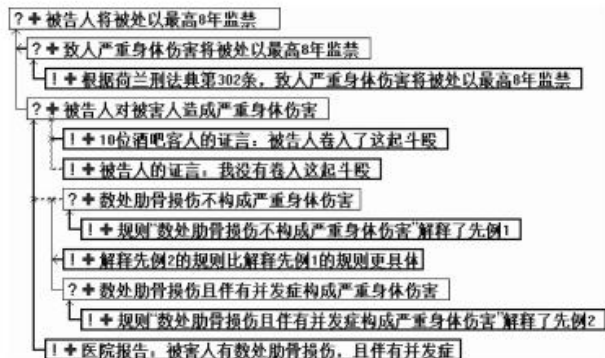 ? + 被告人将被处以最高8年监禁
? + 致人严重身体伤害将被处以最高8年监禁
! + 根据荷兰刑法典第302条，致人严重身体伤害将被处以最高8年监禁
? + 被告人对被害人造成严重身体伤害
! + 10位酒吧客人的证言：被告人卷入了这起斗殴
! + 被告人的证言：我没有卷入这起斗殴
? + 数处肋骨损伤不构成严重身体伤害
! + 规则“数处肋骨损伤不构成严重身体伤害”解释了先例1
! + 解释先例2的规则比解释先例1的规则更具体
? + 数处肋骨损伤且伴有并发症构成严重身体伤害
! + 规则“数处肋骨损伤且伴有并发症构成严重身体伤害”解释了先例2
! + 医院报告：被害人有数处肋骨损伤，且伴有并发症